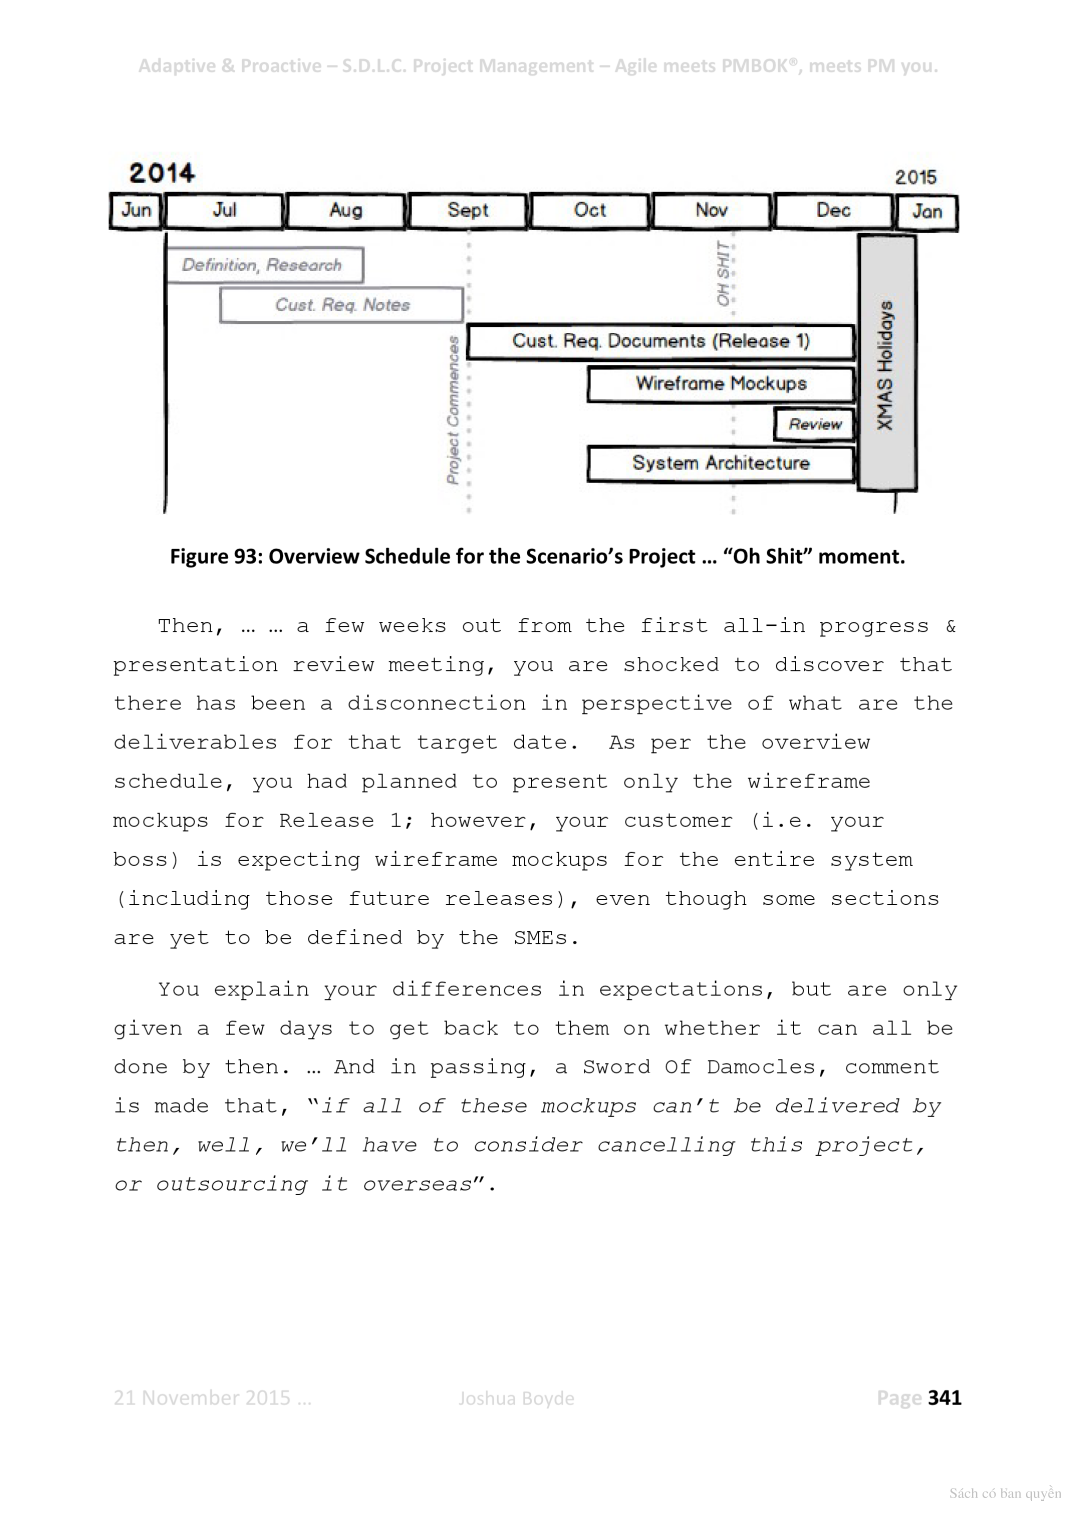 Adaptive & Proactive – S.D.L.C. Project Management – Agile meets PMBOK®, meets PM you.
2014
2015
Jun
Jul
Aug
Sept
Oct
Nov
Dec
Jan
Definition, Research
OH SHIT
Cust. Req. Notes
Cust. Req. Documents (Release 1)
XMAS Holidays
Project Commences
Wireframe Mockups
Review
System Architecture
Figure 93: Overview Schedule for the Scenario’s Project … “Oh Shit” moment.
Then, … … a few weeks out from the first all-in progress &
presentation review meeting, you are shocked to discover that
there has been a disconnection in perspective of what are the
deliverables for that target date.  As per the overview
schedule, you had planned to present only the wireframe
mockups for Release 1; however, your customer (i.e. your
boss) is expecting wireframe mockups for the entire system
(including those future releases), even though some sections
are yet to be defined by the SMEs.
You explain your differences in expectations, but are only
given a few days to get back to them on whether it can all be
done by then. … And in passing, a Sword Of Damocles, comment
is made that, “if all of these mockups can’t be delivered by
then, well, we’ll have to consider cancelling this project,
or outsourcing it overseas”.
21 November 2015 …
Joshua Boyde
Page 341
Sách có bản quyền